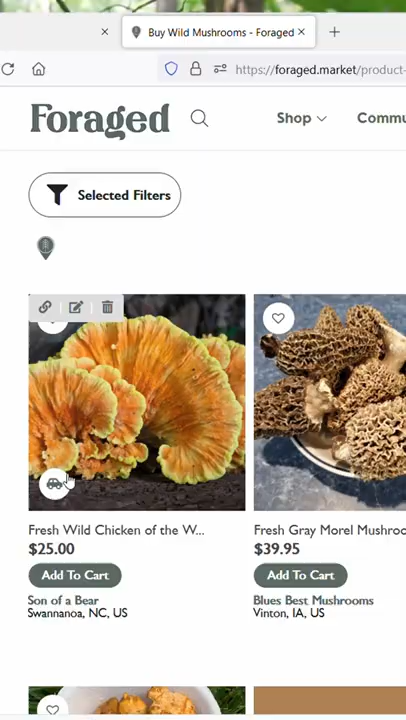 Buy Wild Mushrooms - Foraged
https://foraged.market/product-
Foraged
Shop
Commu
Selected Filters
Fresh Wild Chicken of the W...
$25.00
Add To Cart
Son of a Bear
Swannanoa, NC, US
Fresh Gray Morel Mushroo
$39.95
Add To Cart
Blues Best Mushrooms
Vinton, IA, US